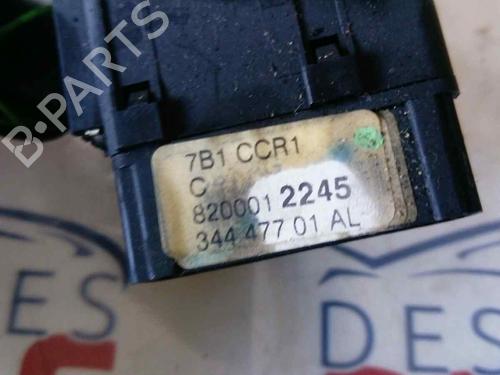 B-PARTS
7B1 CCR1
C
820001 2245
344 477 01 AL
DES
DES